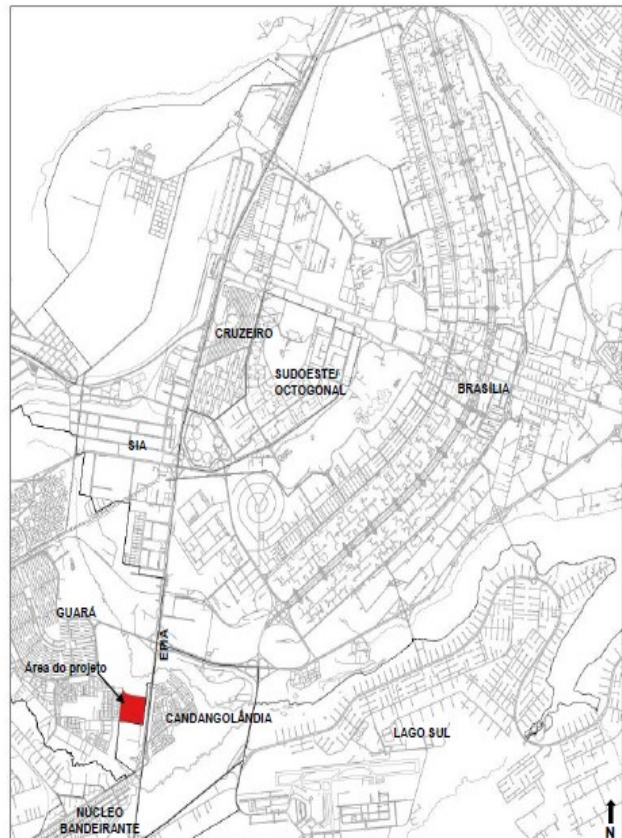 CRUZEIRO
SUDOESTE/
OCTOGONAL
BRASÍLIA
SIA
GUARÁ
EPIA
Área do projeto
CANDANGOLÂNDIA
LAGO SUL
NÚCLEO
BANDEIRANTE
N